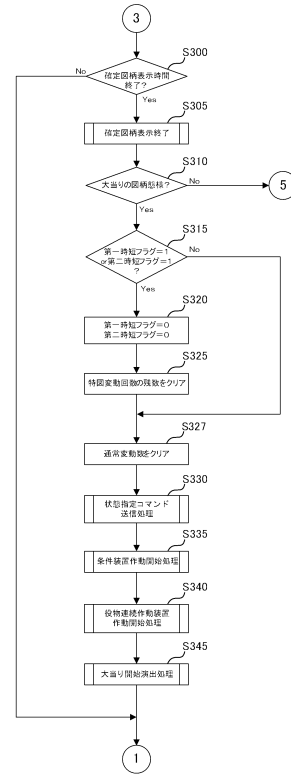 3
S300
No
確定図柄表示時間
終了?
Yes
S305
確定図柄表示終了
S310
大当りの図柄態様?
No
5
Yes
S315
第一時短フラグ=1
or第二時短フラグ=1
?
No
Yes
S320
第一時短フラグ=0
第二時短フラグ=0
S325
特図変動回数の残数をクリア
S327
通常変動数をクリア
S330
状態指定コマンド
送信処理
S335
条件装置作動開始処理
S340
役物連続作動装置
作動開始処理
S345
大当り開始演出処理
1